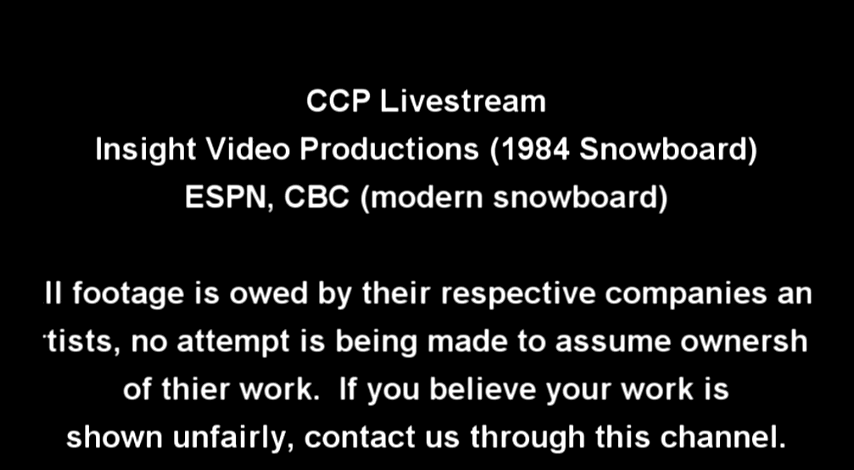 CCP Livestream
Insight Video Productions (1984 Snowboard)
ESPN, CBC (modern snowboard)
ll footage is owed by their respective companies an
tists, no attempt is being made to assume ownersh
of thier work.  If you believe your work is
shown unfairly, contact us through this channel.